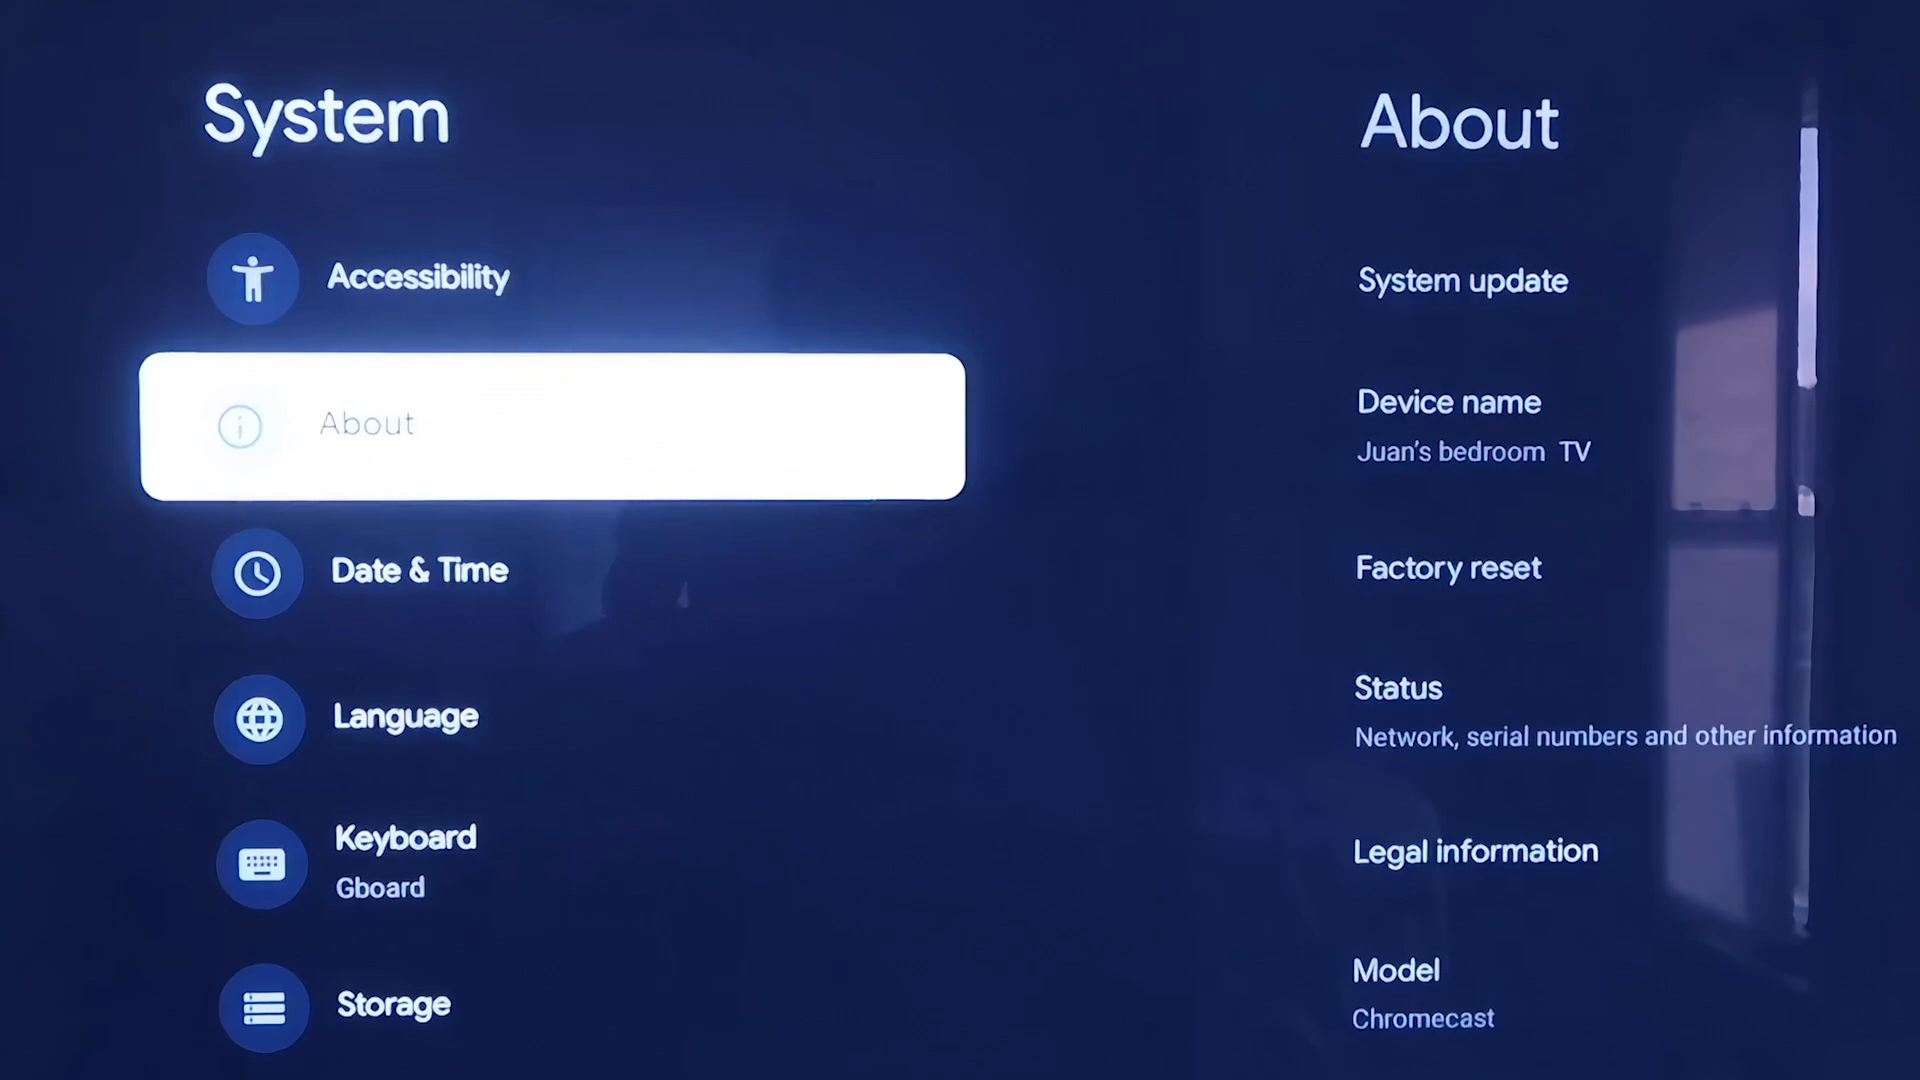 System
Accessibility
About
Date & Time
Language
Keyboard
Gboard
Storage
About
System update
Device name
Juan's bedroom TV
Factory reset
Status
Network, serial numbers and other information
Legal information
Model
Chromecast